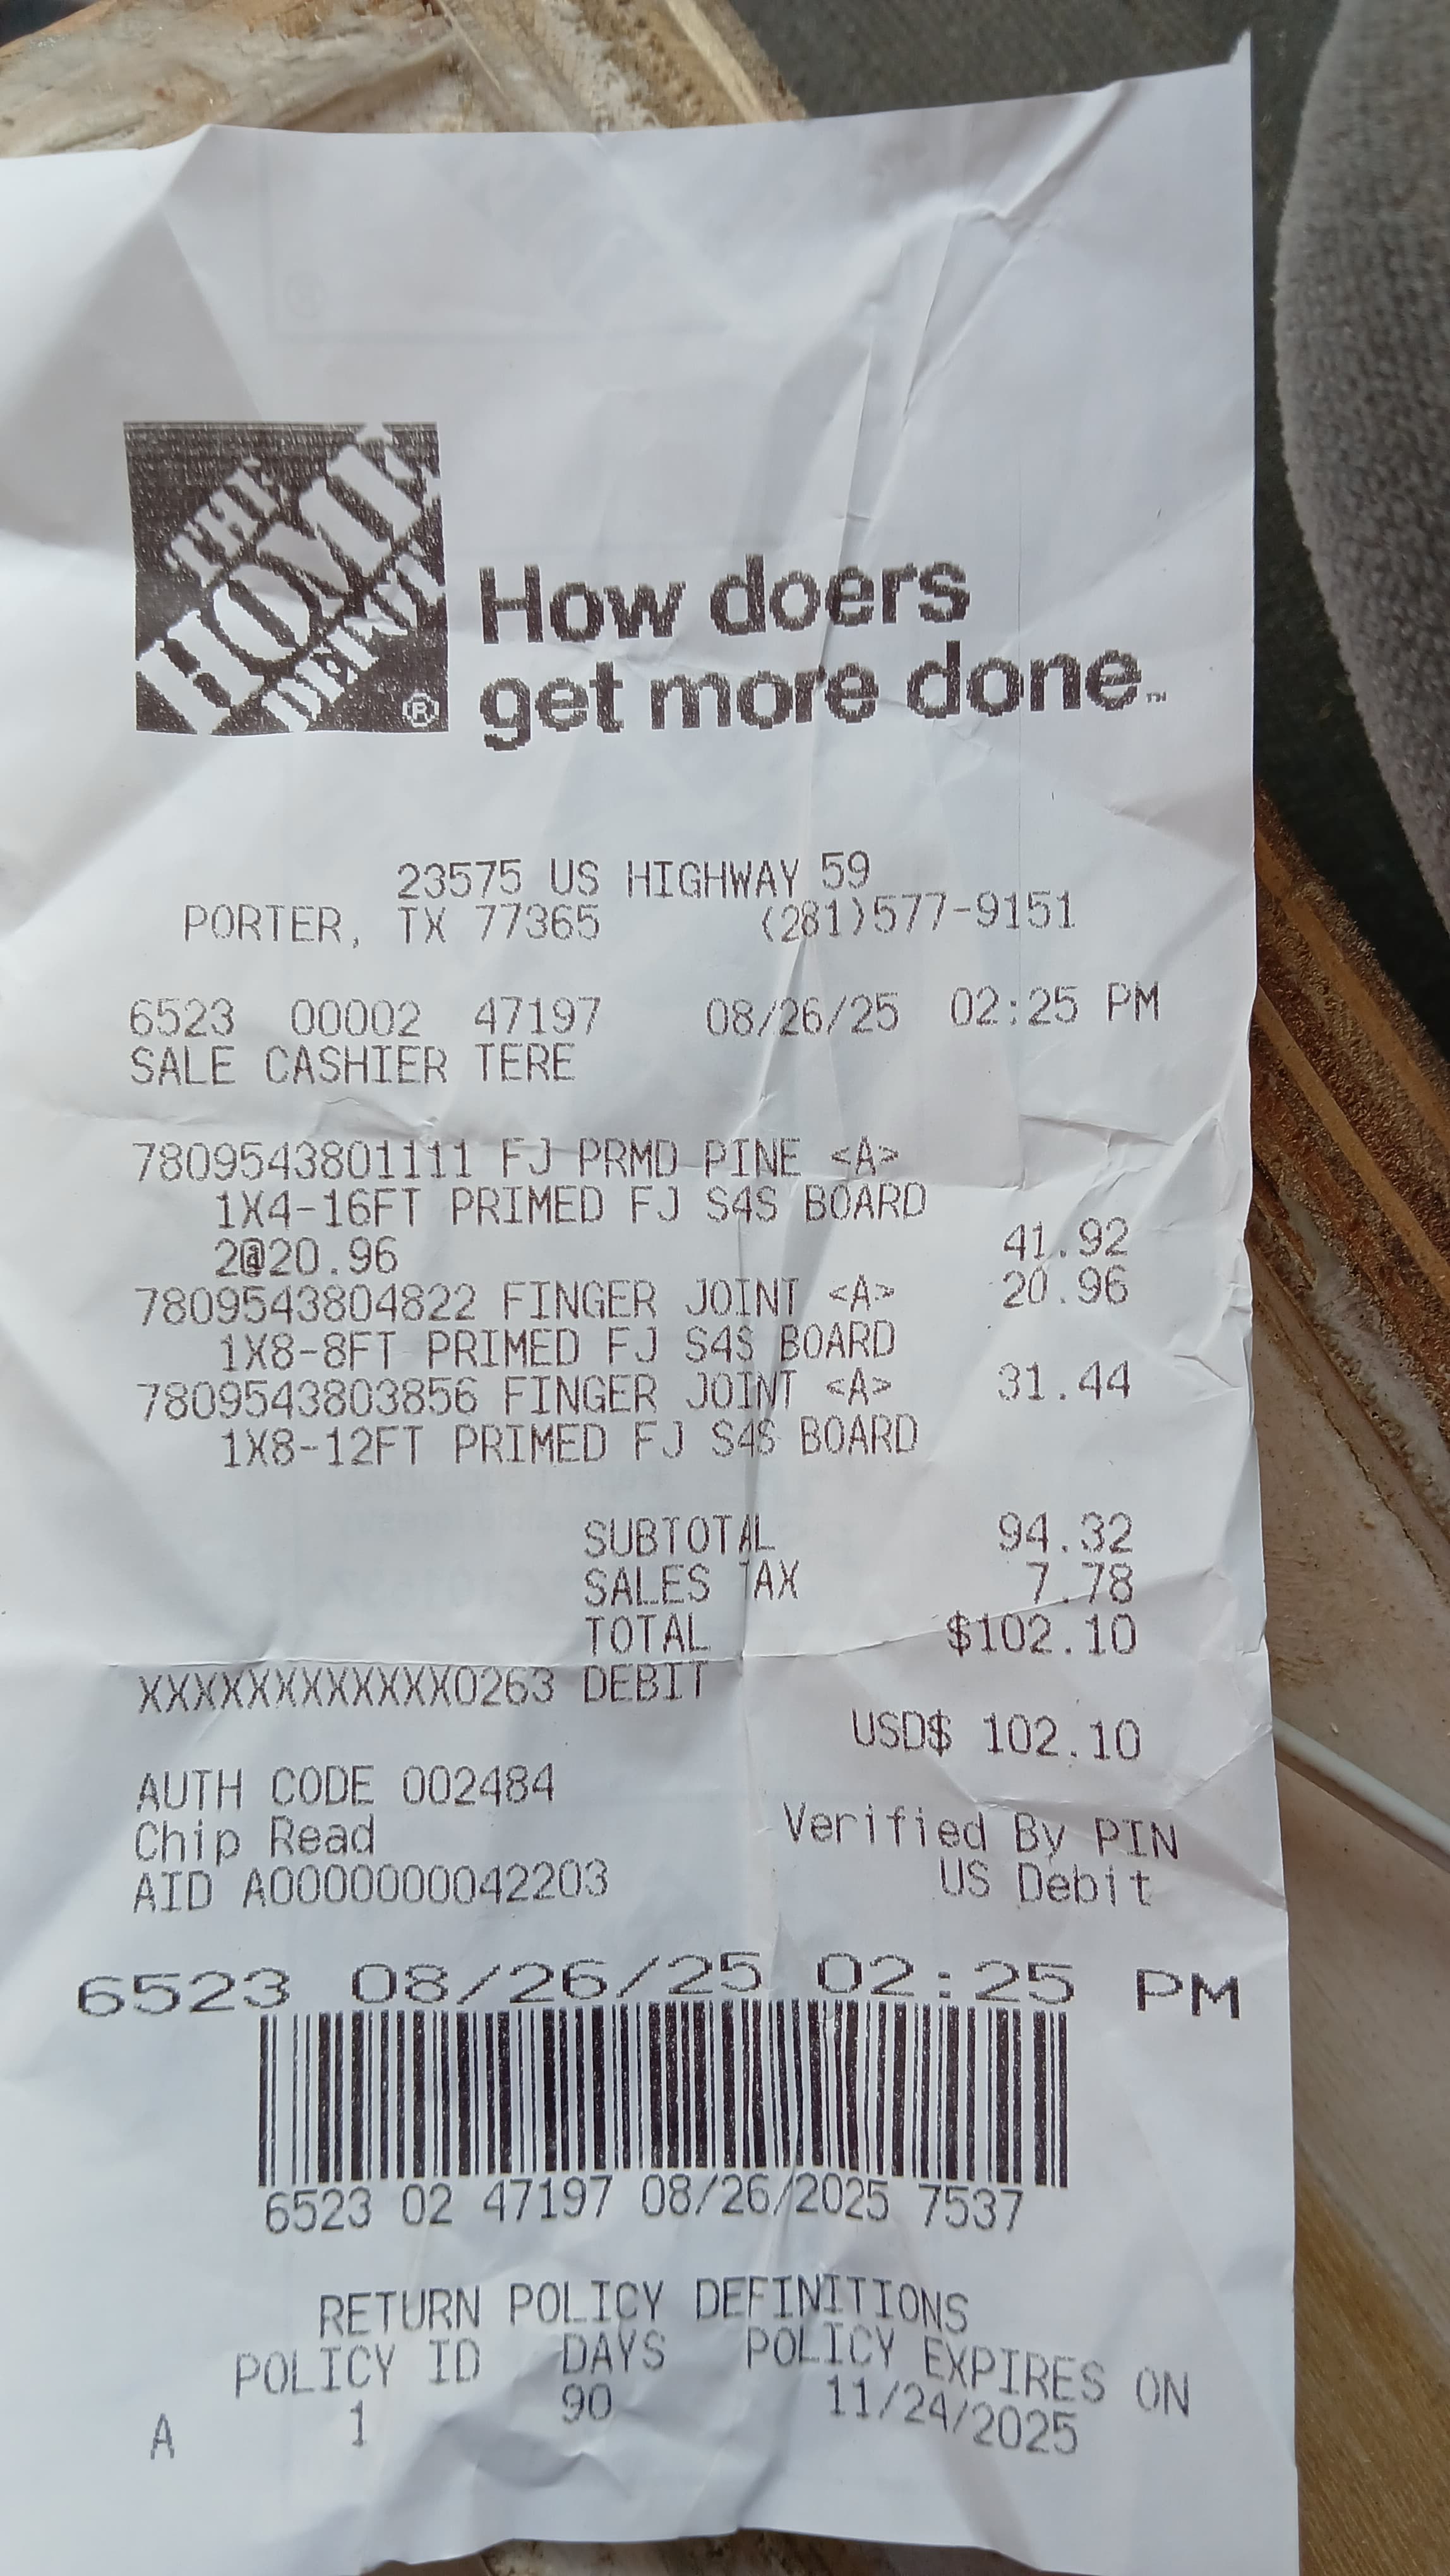 THE
HOME
DEPOT
®
How doers
get more done™
23575 US HIGHWAY 59
PORTER, TX 77365 (281)577-9151
6523 00002 47197 08/26/25 02:25 PM
SALE CASHIER TERE
7809543801111 FJ PRMD PINE <A>
1X4-16FT PRIMED FJ S4S BOARD
2@20.96 41.92
7809543804822 FINGER JOINT <A> 20.96
1X8-8FT PRIMED FJ S4S BOARD
7809543803856 FINGER JOINT <A> 31.44
1X8-12FT PRIMED FJ S4S BOARD
SUBTOTAL 94.32
SALES TAX 7.78
TOTAL $102.10
XXXXXXXXXXXX0263 DEBIT
USD$ 102.10
AUTH CODE 002484
Chip Read Verified By PIN
AID A0000000042203 US Debit
6523 08/26/25 02:25 PM
6523 02 47197 08/26/2025 7537
RETURN POLICY DEFINITIONS
POLICY ID DAYS POLICY EXPIRES ON
A 1 90 11/24/2025